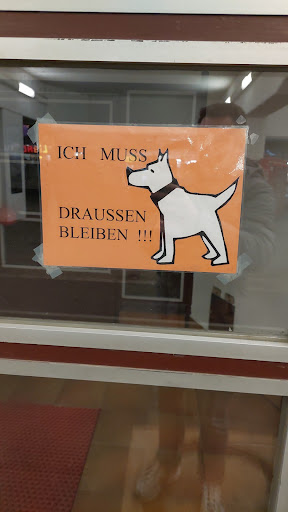 ICH MUSS
DRAUSSEN
BLEIBEN !!!